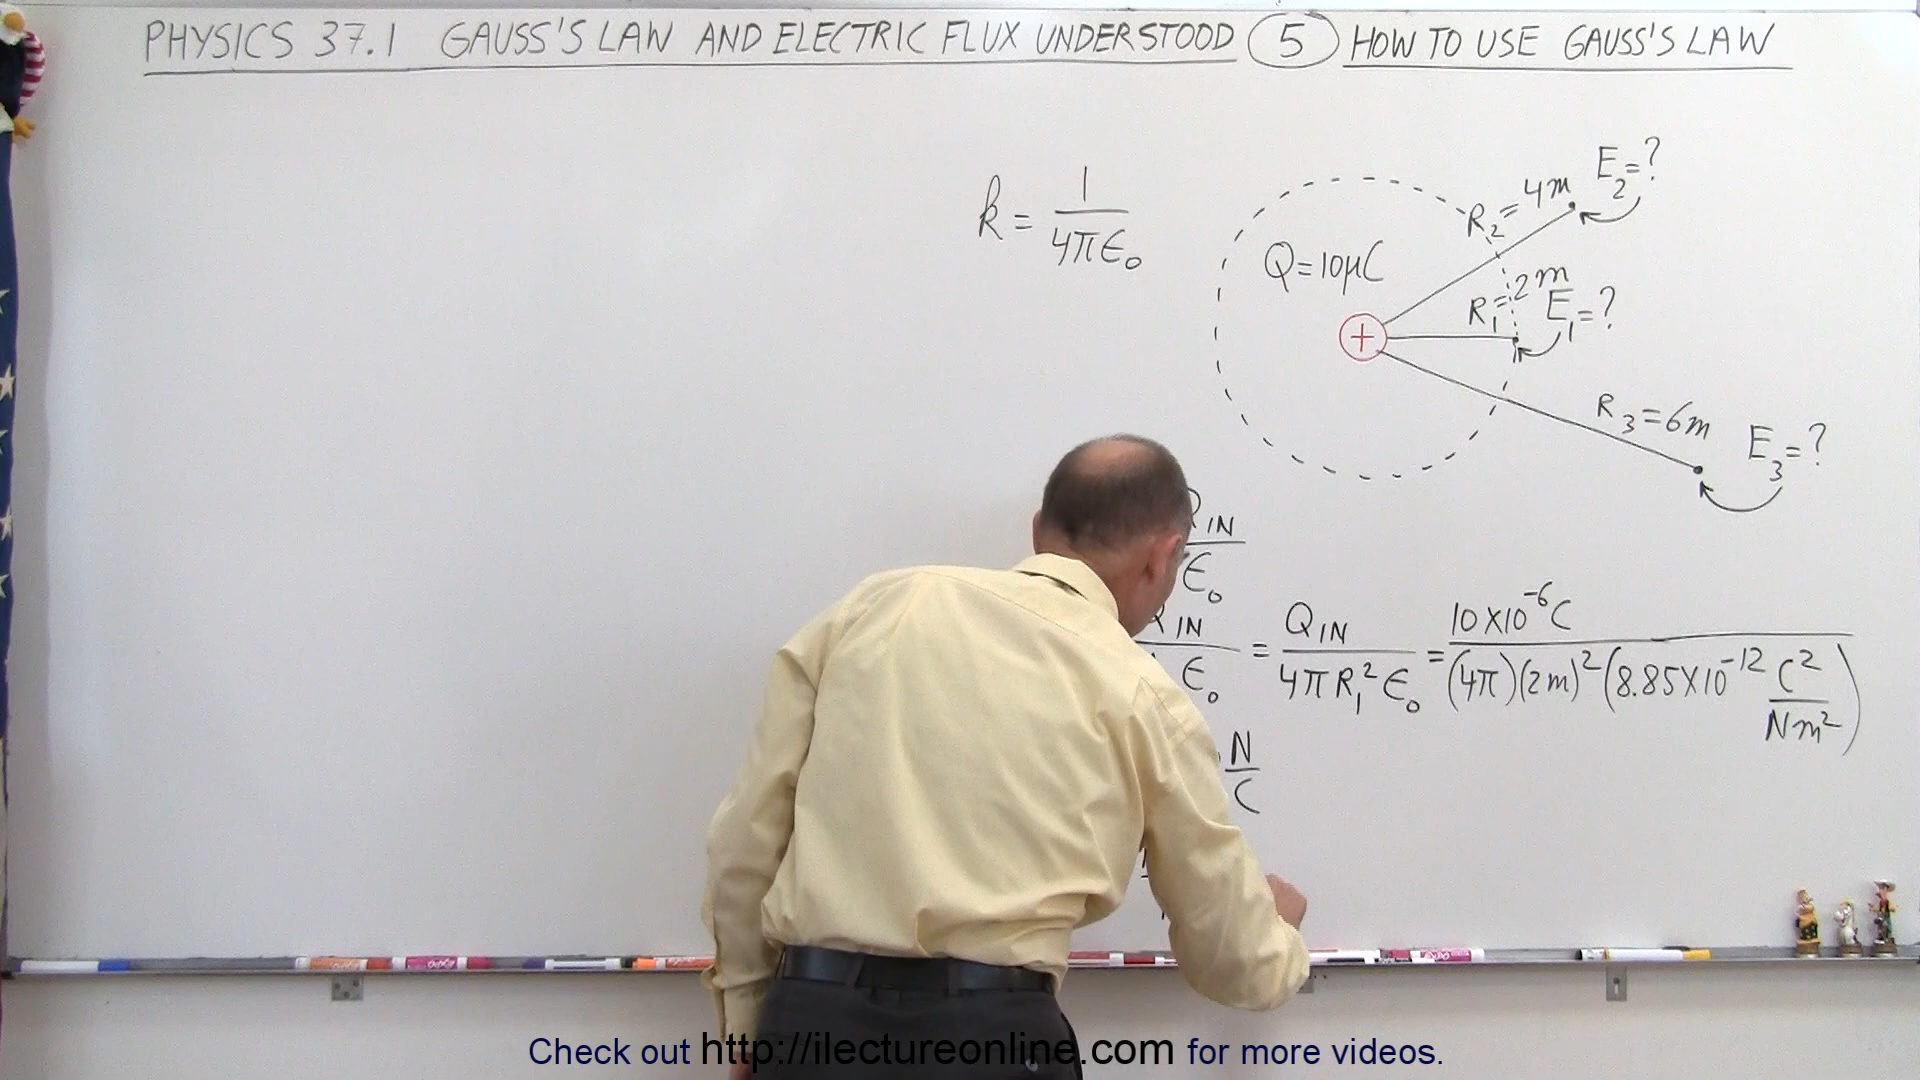 PHYSICS 37.1 GAUSS'S LAW AND ELECTRIC FLUX UNDERSTOOD 5 HOW TO USE GAUSS'S LAW
k = 1/4πϵ₀
Q=10μC
+
R₂=4m E₂=?
R₁=2m E₁=?
R₃=6m E₃=?
IN/ϵ₀
IN/ϵ₀ = Q_IN/4πR₁²ϵ₀ = 10×10⁻⁶C/(4π)(2m)²(8.85×10⁻¹² C²/Nm²)
N/C
Check out http://ilectureonline.com for more videos.